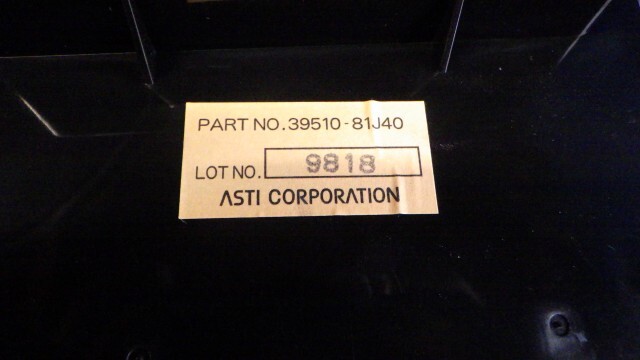 PART NO. 39510-81J40
LOT NO. 9818
ASTI CORPORATION